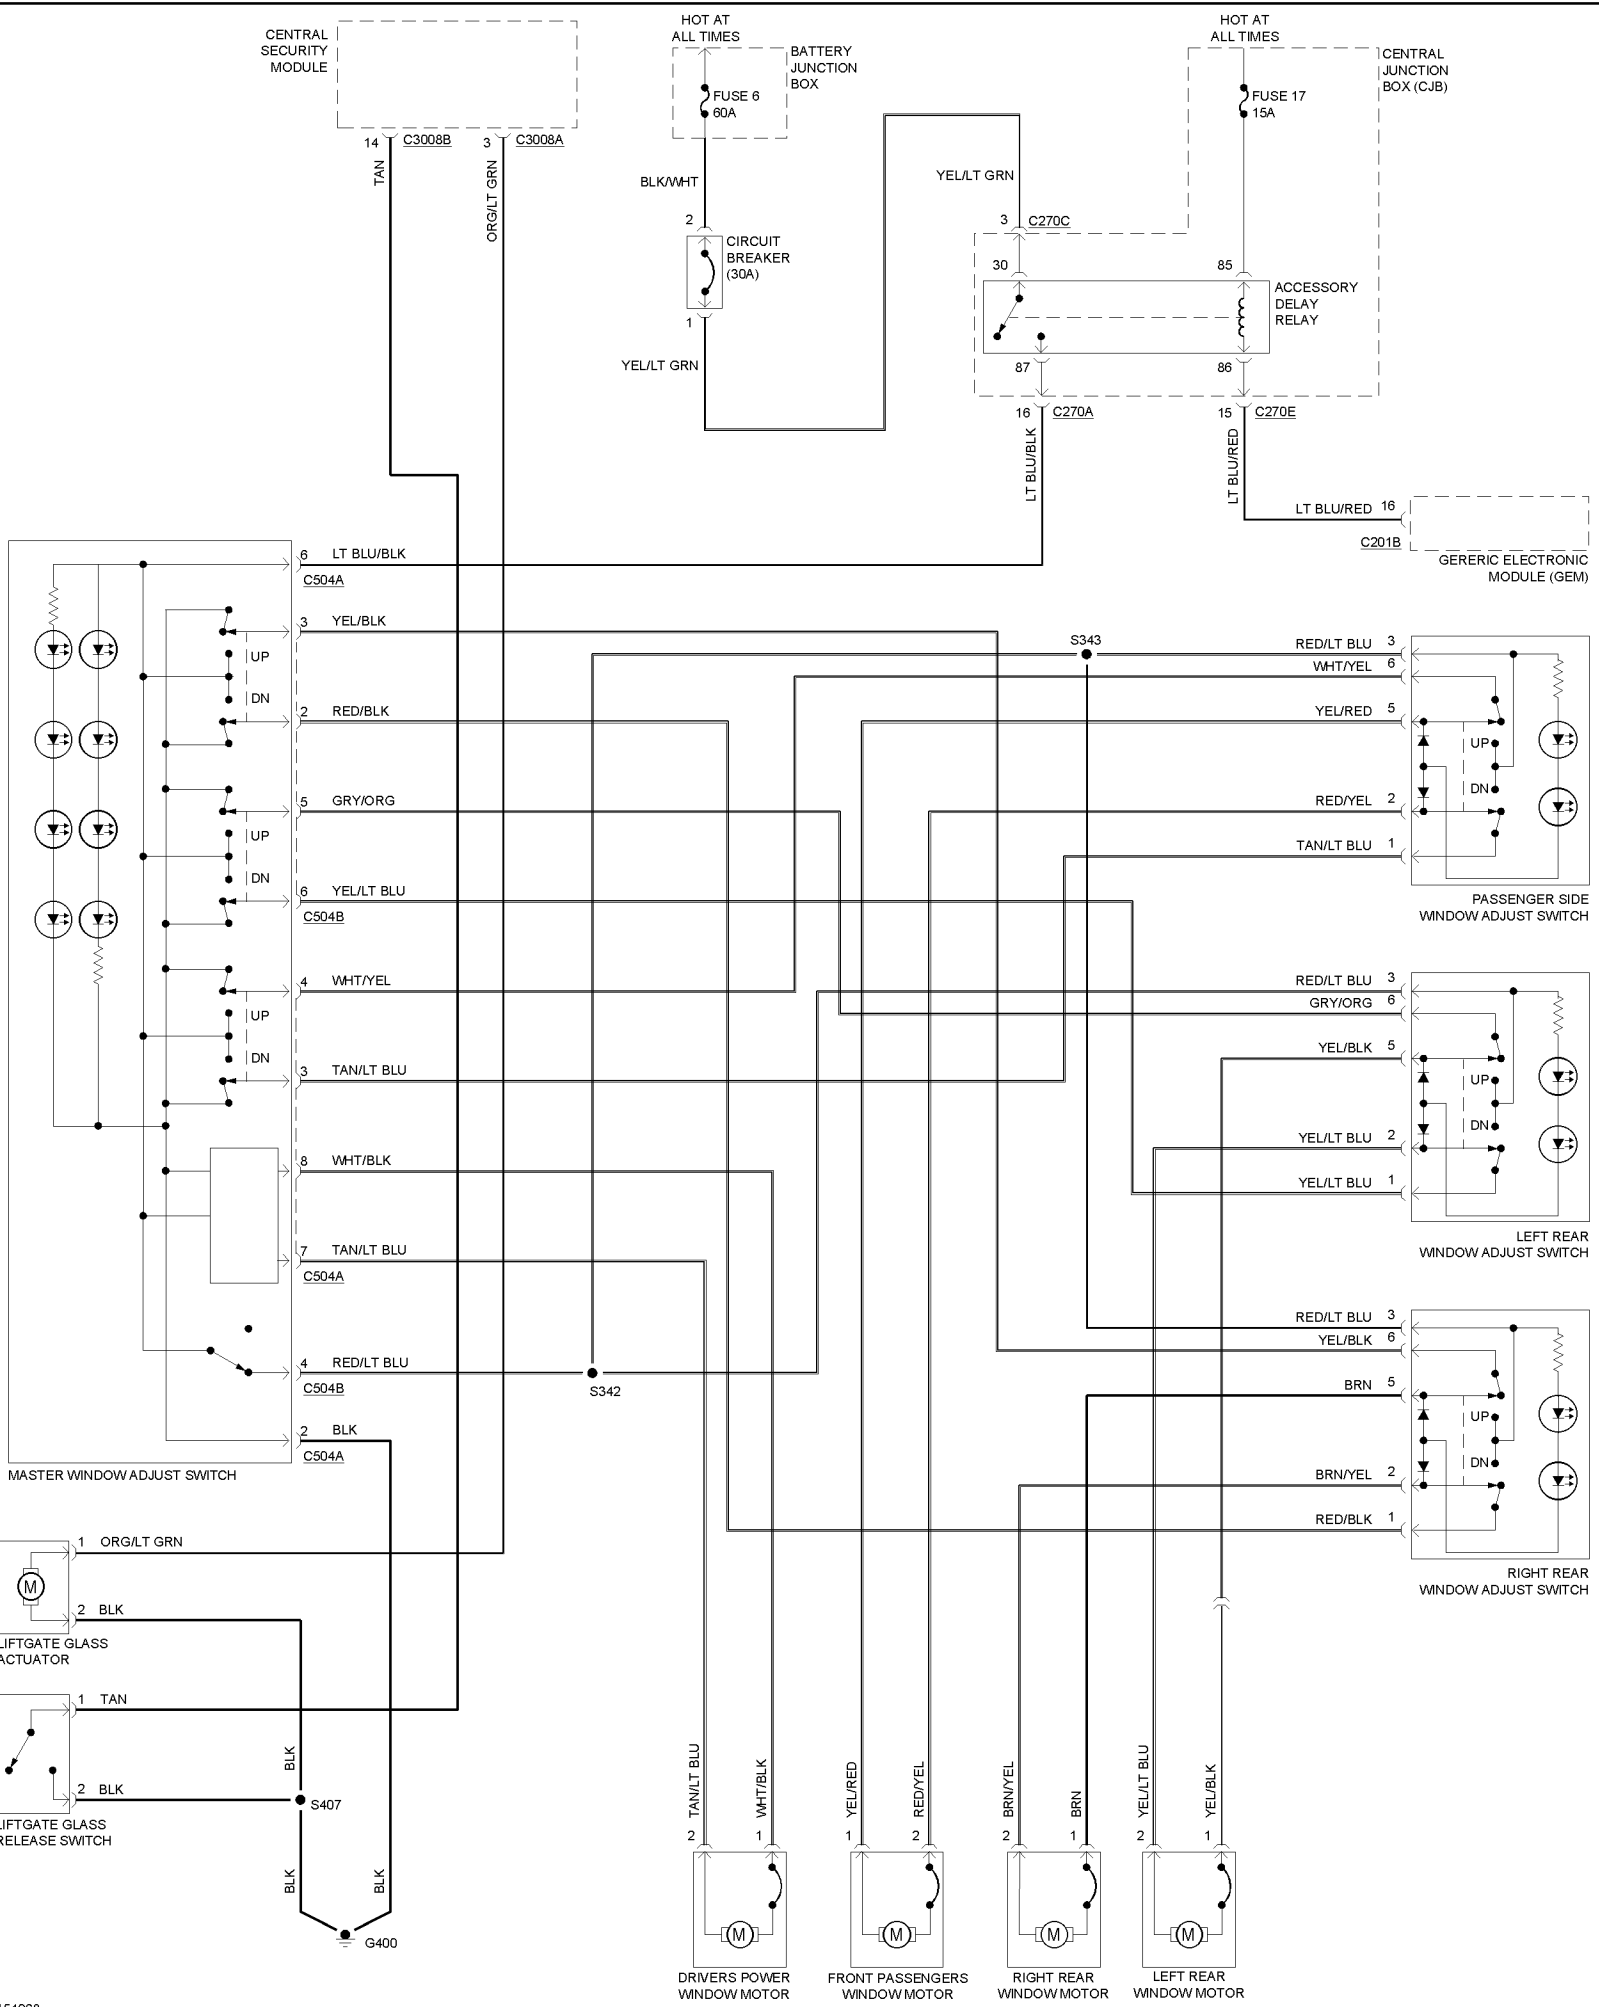 HOT AT
ALL TIMES
HOT AT
ALL TIMES
CENTRAL
SECURITY
MODULE
BATTERY
JUNCTION
BOX
CENTRAL
JUNCTION
BOX (CJB)
FUSE 6
60A
FUSE 17
15A
14
C3008B
3
C3008A
TAN
ORG/LT GRN
BLK/WHT
YEL/LT GRN
2
CIRCUIT
BREAKER
(30A)
1
YEL/LT GRN
3
C270C
30
85
ACCESSORY
DELAY
RELAY
87
86
16
C270A
15
C270E
LT BLU/BLK
LT BLU/RED
LT BLU/RED
16
C201B
GERERIC ELECTRONIC
MODULE (GEM)
6
LT BLU/BLK
C504A
3
YEL/BLK
UP
DN
2
RED/BLK
5
GRY/ORG
UP
DN
6
YEL/LT BLU
C504B
4
WHT/YEL
UP
DN
3
TAN/LT BLU
8
WHT/BLK
7
TAN/LT BLU
C504A
4
RED/LT BLU
C504B
2
BLK
C504A
MASTER WINDOW ADJUST SWITCH
S343
S342
RED/LT BLU 3
WHT/YEL 6
YEL/RED 5
UP
DN
RED/YEL 2
TAN/LT BLU 1
PASSENGER SIDE
WINDOW ADJUST SWITCH
RED/LT BLU 3
GRY/ORG 6
YEL/BLK 5
UP
DN
YEL/LT BLU 2
YEL/LT BLU 1
LEFT REAR
WINDOW ADJUST SWITCH
RED/LT BLU 3
YEL/BLK 6
BRN 5
UP
DN
BRN/YEL 2
RED/BLK 1
RIGHT REAR
WINDOW ADJUST SWITCH
1 ORG/LT GRN
M
2 BLK
LIFTGATE GLASS
ACTUATOR
1 TAN
2 BLK
LIFTGATE GLASS
RELEASE SWITCH
BLK
S407
BLK
BLK
G400
TAN/LT BLU
WHT/BLK
YEL/RED
RED/YEL
BRN/YEL
BRN
YEL/LT BLU
YEL/BLK
2 1
1 2
2 1
2 1
M
M
M
M
DRIVERS POWER
WINDOW MOTOR
FRONT PASSENGERS
WINDOW MOTOR
RIGHT REAR
WINDOW MOTOR
LEFT REAR
WINDOW MOTOR